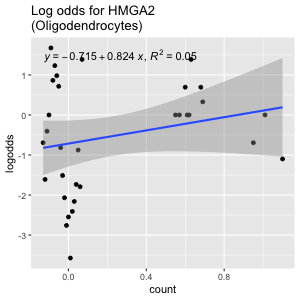 Log odds for HMGA2
(Oligodendrocytes)
y = −0.715 + 0.824 x, R² = 0.05
1
0
-1
-2
-3
logodds
0.0 0.4 0.8
count